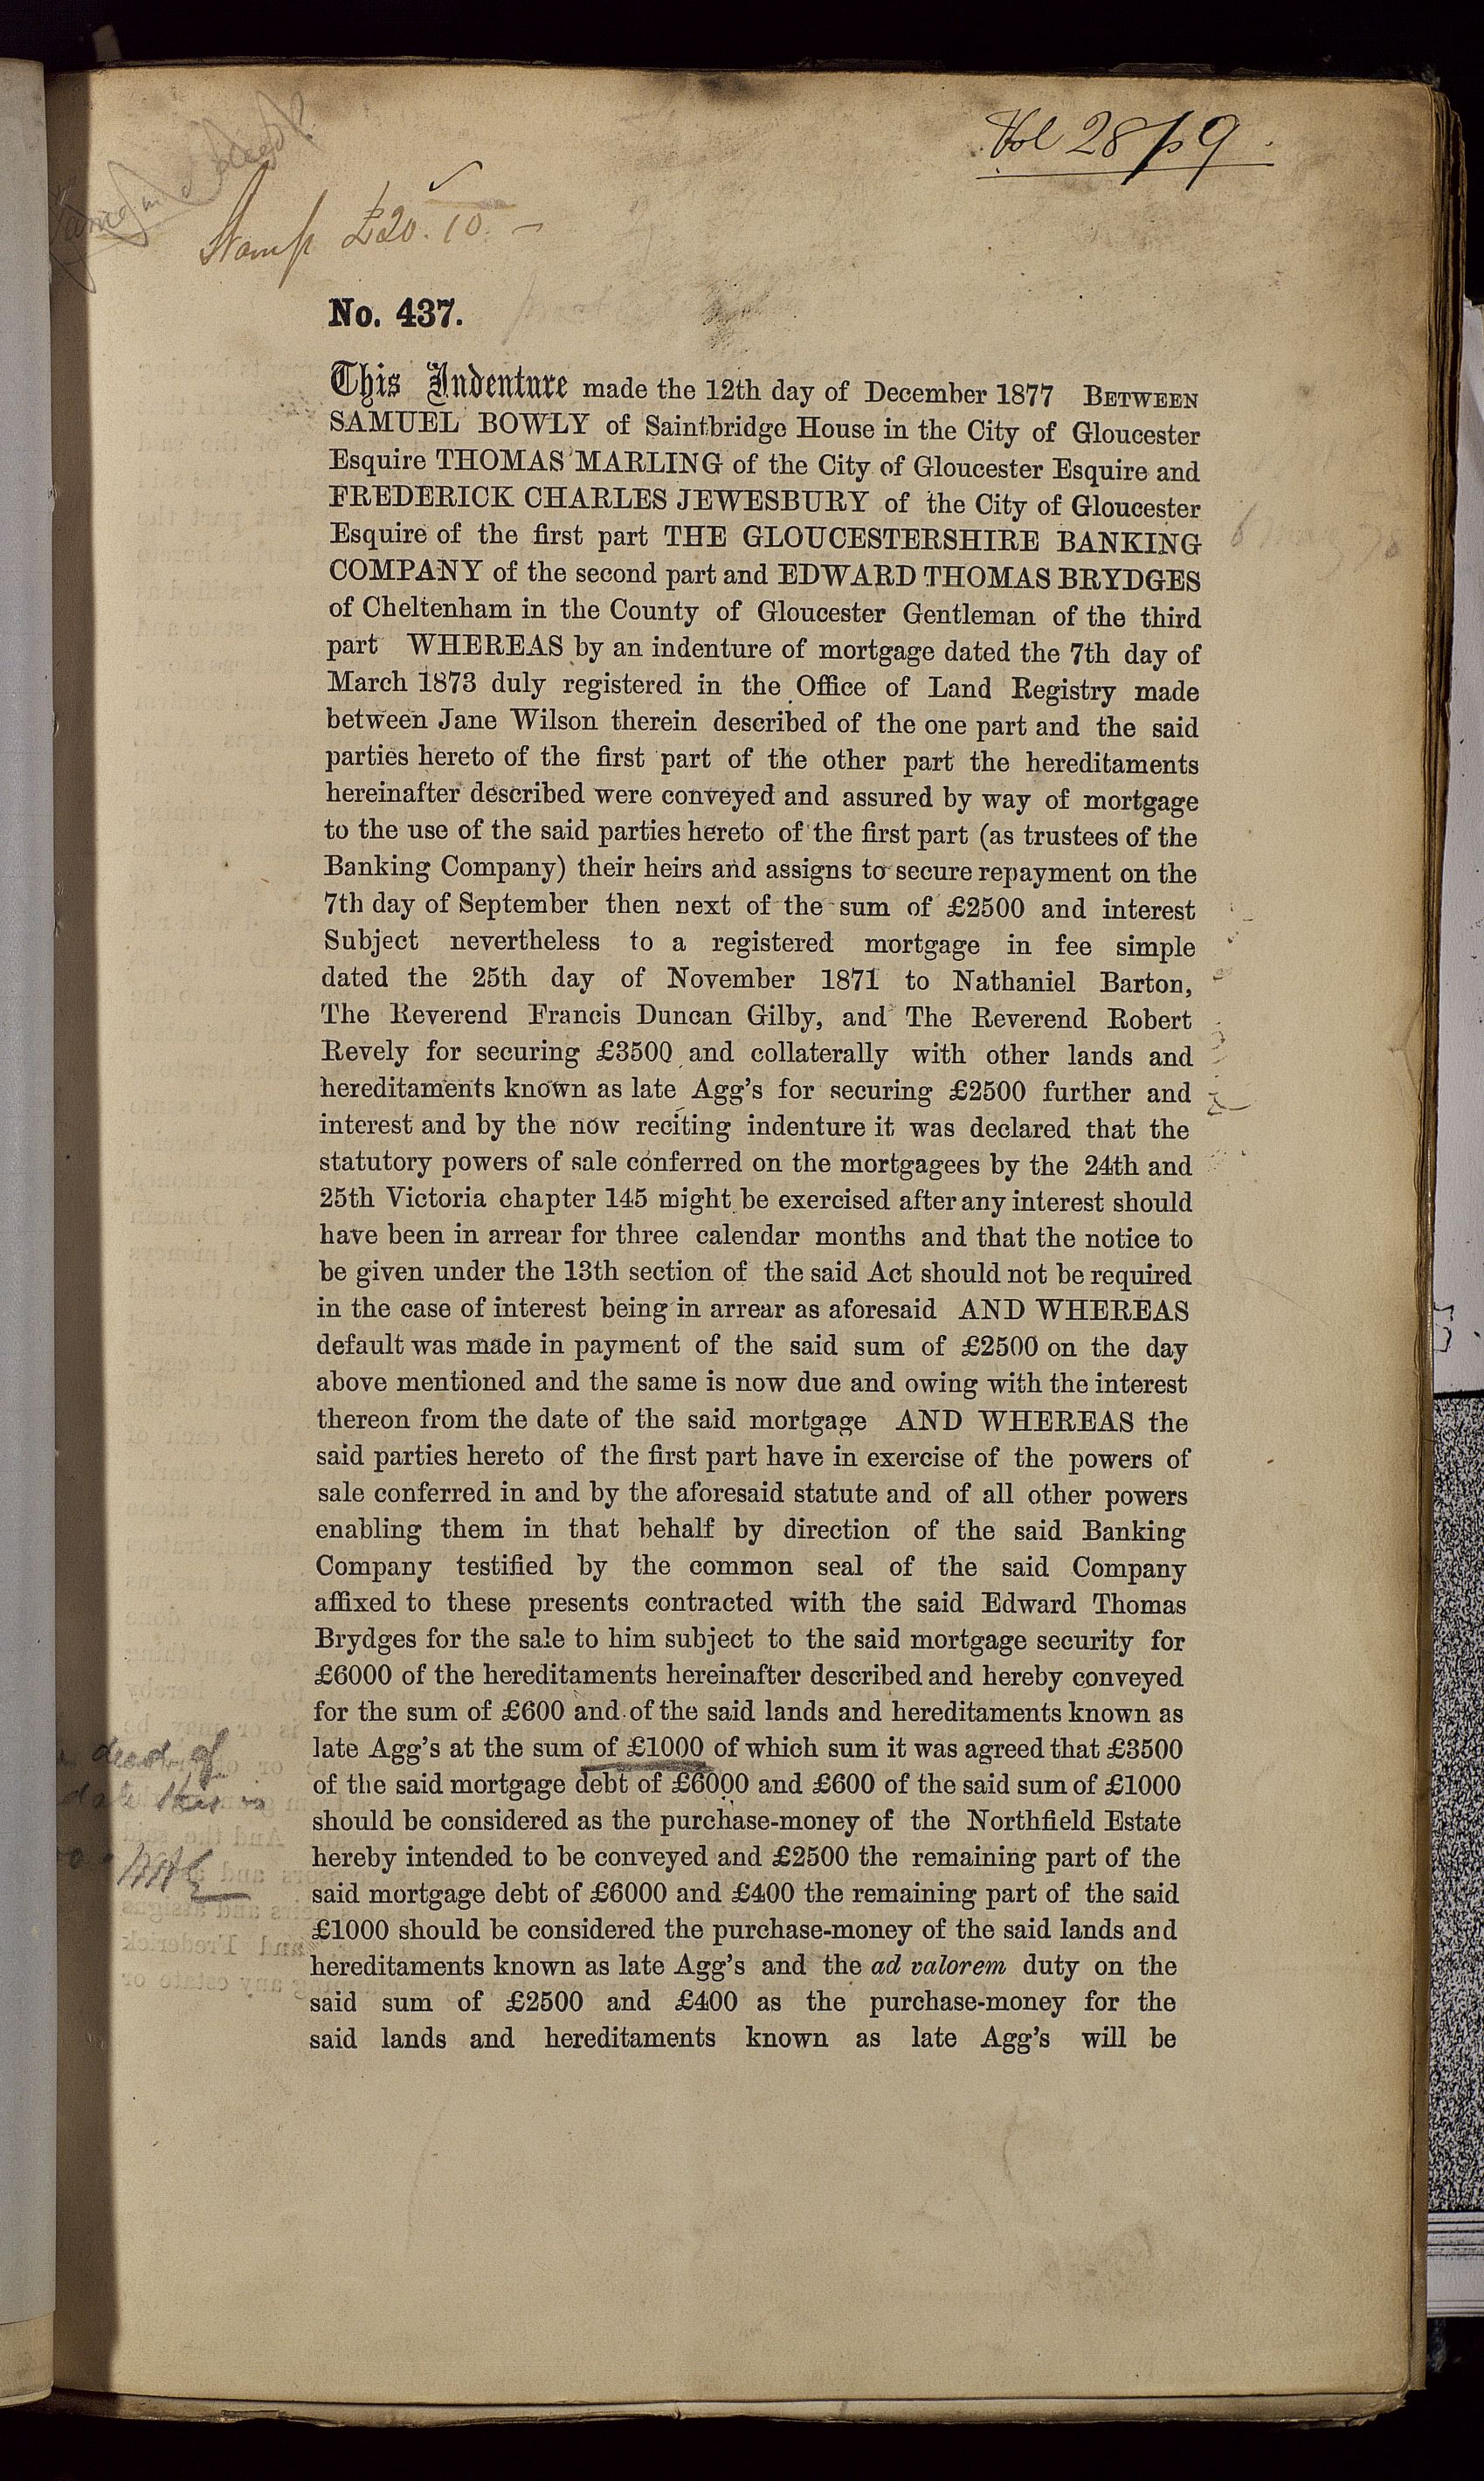 Vol 28 p 9
Stamp £20.10.-
No. 437.
This Indenture made the 12th day of December 1877 BETWEEN
SAMUEL BOWLY of Saintbridge House in the City of Gloucester
Esquire THOMAS MARLING of the City of Gloucester Esquire and
FREDERICK CHARLES JEWESBURY of the City of Gloucester
Esquire of the first part THE GLOUCESTERSHIRE BANKING
COMPANY of the second part and EDWARD THOMAS BRYDGES
of Cheltenham in the County of Gloucester Gentleman of the third
part WHEREAS by an indenture of mortgage dated the 7th day of
March 1873 duly registered in the Office of Land Registry made
between Jane Wilson therein described of the one part and the said
parties hereto of the first part of the other part the hereditaments
hereinafter described were conveyed and assured by way of mortgage
to the use of the said parties hereto of the first part (as trustees of the
Banking Company) their heirs and assigns to secure repayment on the
7th day of September then next of the sum of £2500 and interest
Subject nevertheless to a registered mortgage in fee simple
dated the 25th day of November 1871 to Nathaniel Barton,
The Reverend Francis Duncan Gilby, and The Reverend Robert
Revely for securing £3500 and collaterally with other lands and
hereditaments known as late Agg's for securing £2500 further and
interest and by the now reciting indenture it was declared that the
statutory powers of sale conferred on the mortgagees by the 24th and
25th Victoria chapter 145 might be exercised after any interest should
have been in arrear for three calendar months and that the notice to
be given under the 13th section of the said Act should not be required
in the case of interest being in arrear as aforesaid AND WHEREAS
default was made in payment of the said sum of £2500 on the day
above mentioned and the same is now due and owing with the interest
thereon from the date of the said mortgage AND WHEREAS the
said parties hereto of the first part have in exercise of the powers of
sale conferred in and by the aforesaid statute and of all other powers
enabling them in that behalf by direction of the said Banking
Company testified by the common seal of the said Company
affixed to these presents contracted with the said Edward Thomas
Brydges for the sale to him subject to the said mortgage security for
£6000 of the hereditaments hereinafter described and hereby conveyed
for the sum of £600 and of the said lands and hereditaments known as
late Agg's at the sum of £1000 of which sum it was agreed that £3500
of the said mortgage debt of £6000 and £600 of the said sum of £1000
should be considered as the purchase-money of the Northfield Estate
hereby intended to be conveyed and £2500 the remaining part of the
said mortgage debt of £6000 and £400 the remaining part of the said
£1000 should be considered the purchase-money of the said lands and
hereditaments known as late Agg's and the ad valorem duty on the
said sum of £2500 and £400 as the purchase-money for the
said lands and hereditaments known as late Agg's will be
deed of
date this